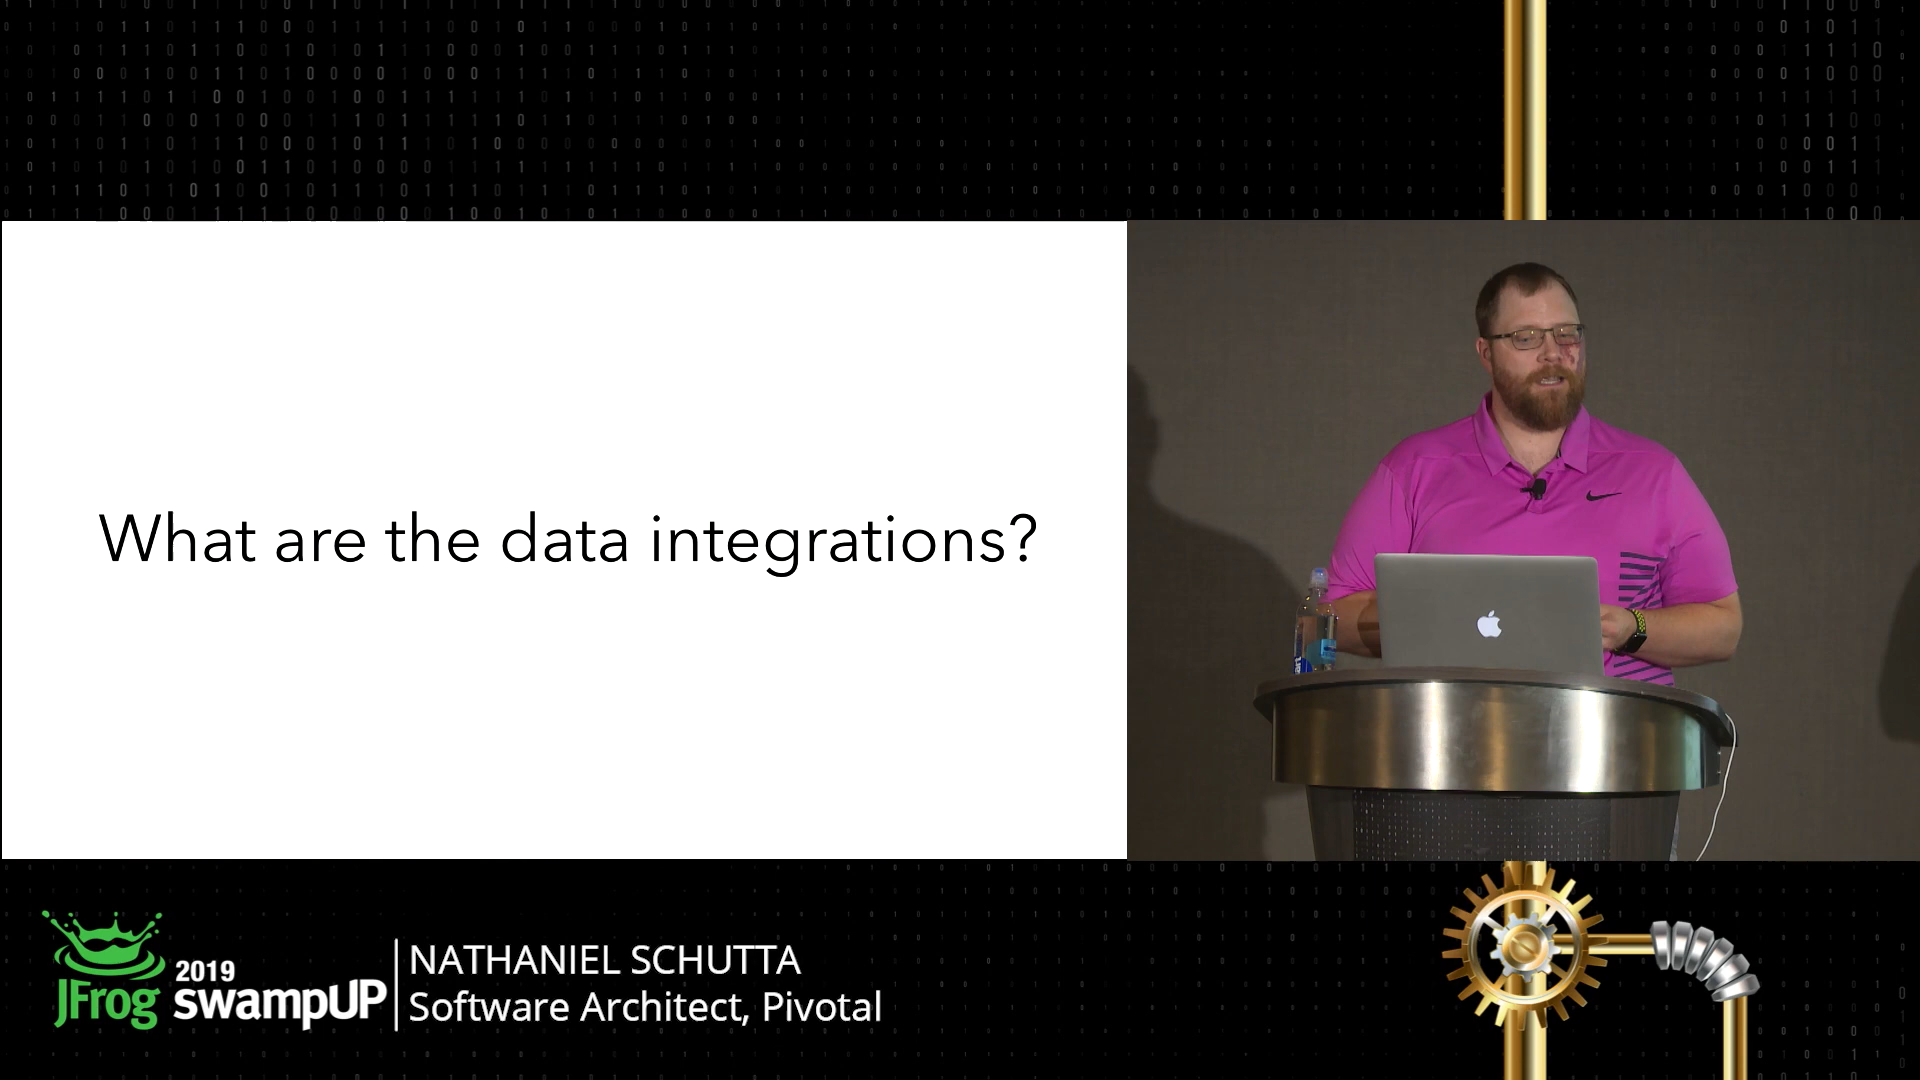 What are the data integrations?
JFrog
2019
swampUP
NATHANIEL SCHUTTA
Software Architect, Pivotal